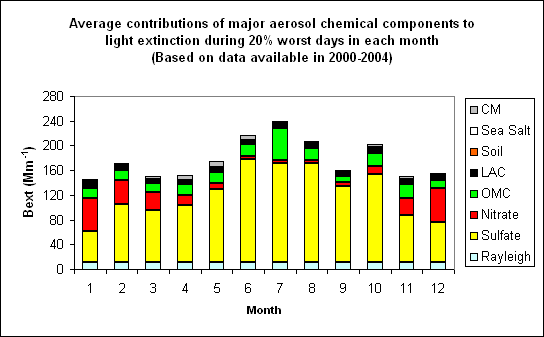 Average contributions of major aerosol chemical components to
light extinction during 20% worst days in each month
(Based on data available in 2000-2004)
Bext (Mm-1)
280
240
200
160
120
80
40
0
1 2 3 4 5 6 7 8 9 10 11 12
Month
CM
Sea Salt
Soil
LAC
OMC
Nitrate
Sulfate
Rayleigh